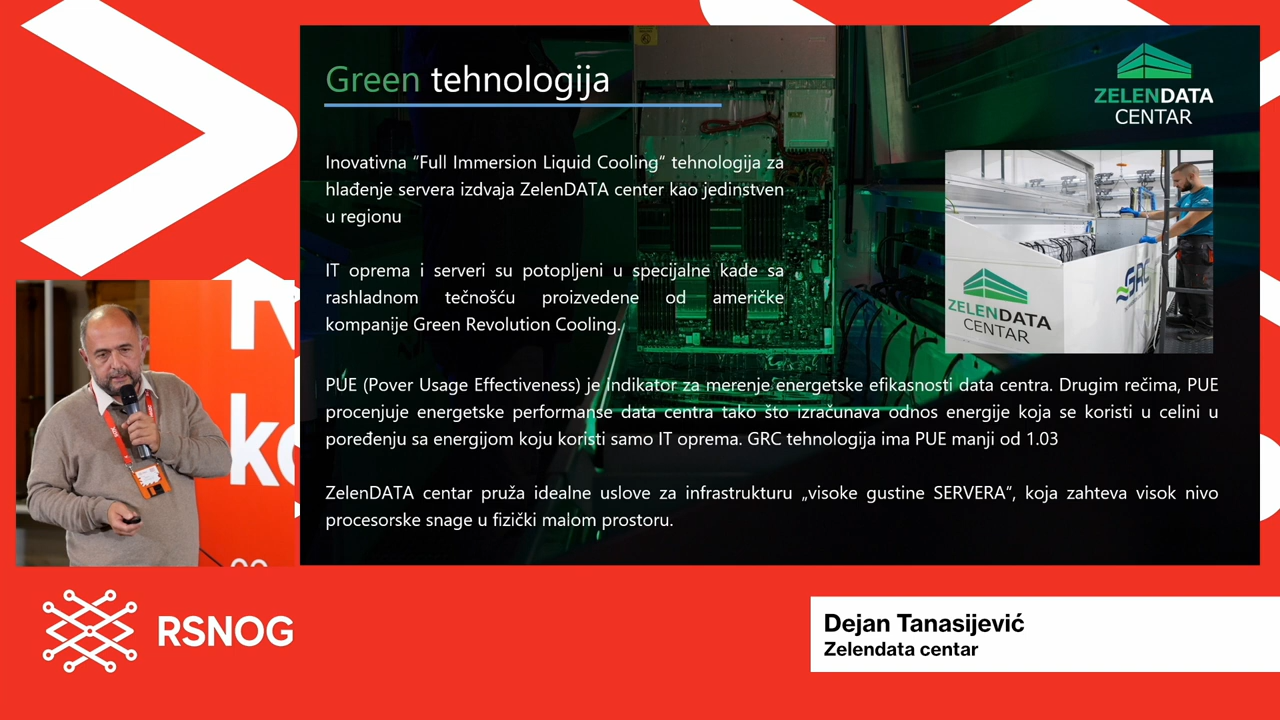 Green tehnologija
ZELENDATA
CENTAR
Inovativna “Full Immersion Liquid Cooling“ tehnologija za
hlađenje servera izdvaja ZelenDATA center kao jedinstven
u regionu
IT oprema i serveri su potopljeni u specijalne kade sa
rashladnom tečnošću proizvedene od američke
kompanije Green Revolution Cooling.
ZELENDATA
CENTAR
GRC
PUE (Pover Usage Effectiveness) je indikator za merenje energetske efikasnosti data centra. Drugim rečima, PUE
procenjuje energetske performanse data centra tako što izračunava odnos energije koja se koristi u celini u
poređenju sa energijom koju koristi samo IT oprema. GRC tehnologija ima PUE manji od 1.03
ZelenDATA centar pruža idealne uslove za infrastrukturu „visoke gustine SERVERA“, koja zahteva visok nivo
procesorske snage u fizički malom prostoru.
RSNOG
Dejan Tanasijević
Zelendata centar